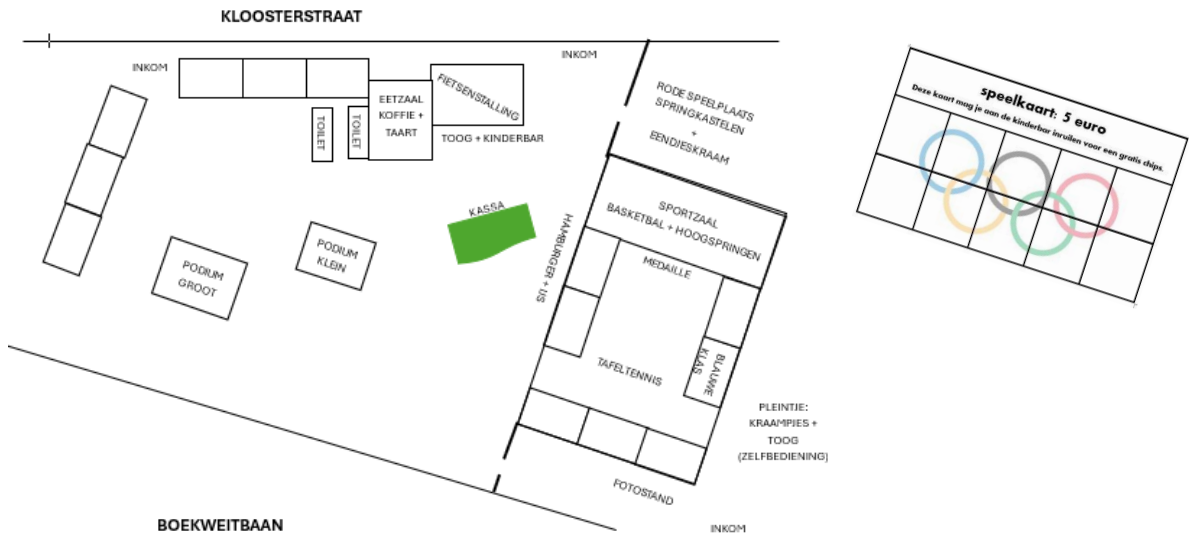 KLOOSTERSTRAAT
INKOM
INKOM
FIETSENSTALLING
EETZAAL
KOFFIE +
TAART
TOILET
TOILET
TOOG + KINDERBAR
RODE SPEELPLAATS
SPRINGKASTELEN
+
EENDJESKRAAM
KASSA
HAMBURGER + IJS
SPORTZAAL
BASKETBAL + HOOGSPRINGEN
MEDAILLE
PODIUM
GROOT
PODIUM
KLEIN
TAFELTENNIS
BLAUWE
KLAS
PLEINTJE:
KRAAMPJES +
TOOG
(ZELFBEDIENING)
FOTOSTAND
INKOM
BOEKWEITBAAN
speelkaart: 5 euro
Deze kaart mag je aan de kinderbar inruilen voor een gratis chips.